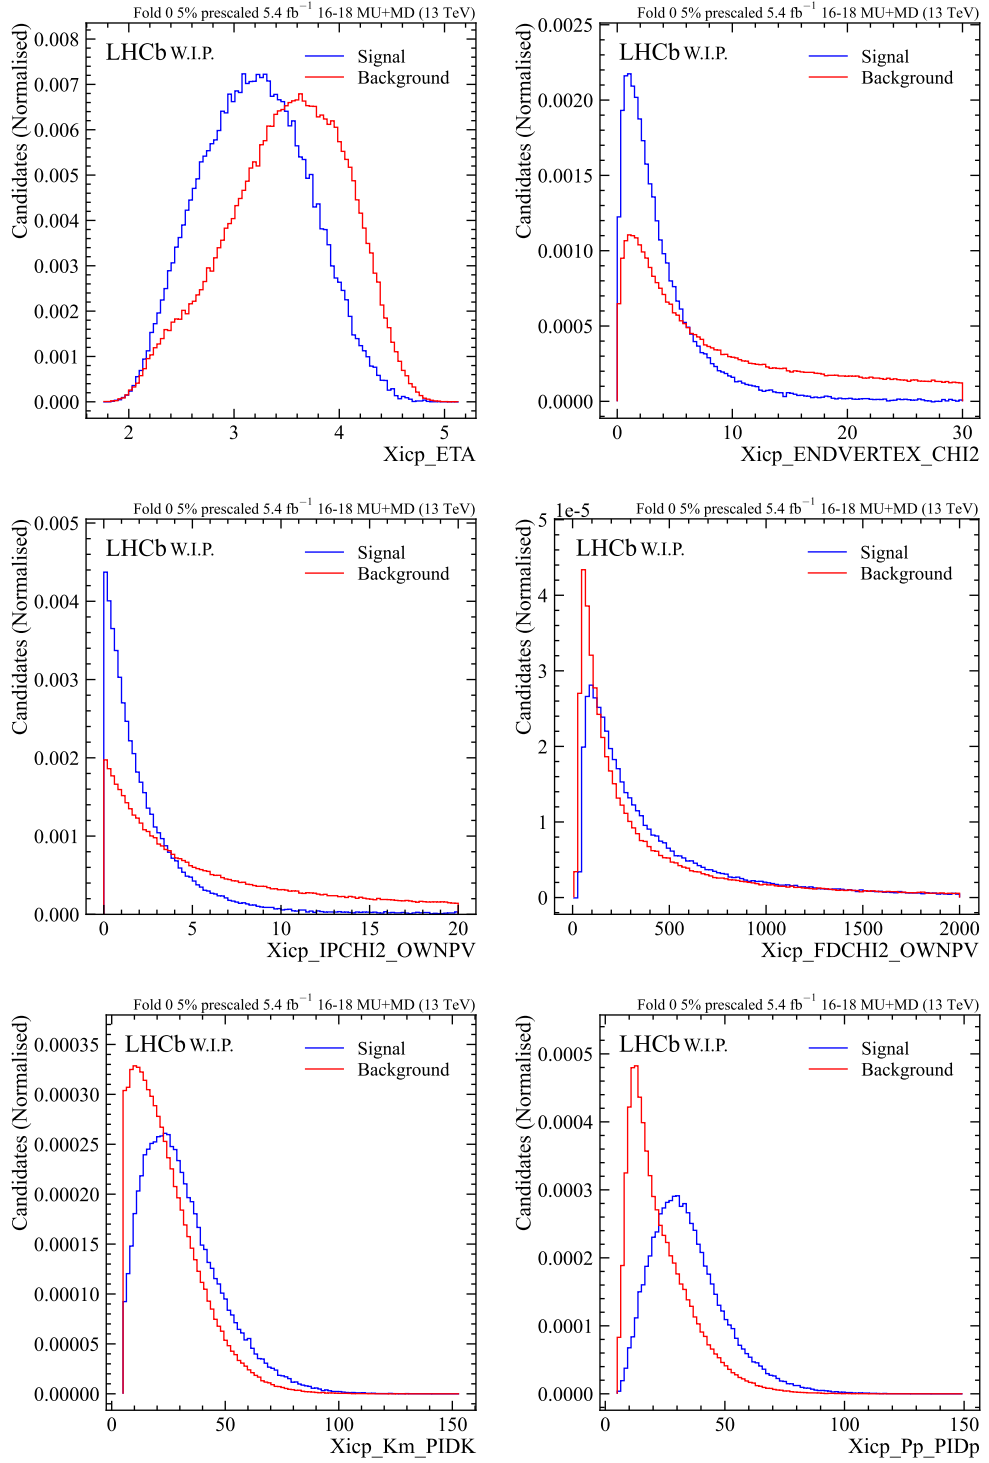 Fold 0 5% prescaled 5.4 fb⁻¹ 16-18 MU+MD (13 TeV)
LHCb W.I.P.
Signal
Background
Candidates (Normalised)
0.008
0.007
0.006
0.005
0.004
0.003
0.002
0.001
0.000
2 3 4 5
Xicp_ETA
Fold 0 5% prescaled 5.4 fb⁻¹ 16-18 MU+MD (13 TeV)
LHCb W.I.P.
Signal
Background
Candidates (Normalised)
0.0025
0.0020
0.0015
0.0010
0.0005
0.0000
0 10 20 30
Xicp_ENDVERTEX_CHI2
Fold 0 5% prescaled 5.4 fb⁻¹ 16-18 MU+MD (13 TeV)
LHCb W.I.P.
Signal
Background
Candidates (Normalised)
0.005
0.004
0.003
0.002
0.001
0.000
0 5 10 15 20
Xicp_IPCHI2_OWNPV
Fold 0 5% prescaled 5.4 fb⁻¹ 16-18 MU+MD (13 TeV)
1e-5
LHCb W.I.P.
Signal
Background
Candidates (Normalised)
5
4
3
2
1
0
0 500 1000 1500 2000
Xicp_FDCHI2_OWNPV
Fold 0 5% prescaled 5.4 fb⁻¹ 16-18 MU+MD (13 TeV)
LHCb W.I.P.
Signal
Background
Candidates (Normalised)
0.00035
0.00030
0.00025
0.00020
0.00015
0.00010
0.00005
0.00000
0 50 100 150
Xicp_Km_PIDK
Fold 0 5% prescaled 5.4 fb⁻¹ 16-18 MU+MD (13 TeV)
LHCb W.I.P.
Signal
Background
Candidates (Normalised)
0.0005
0.0004
0.0003
0.0002
0.0001
0.0000
0 50 100 150
Xicp_Pp_PIDp